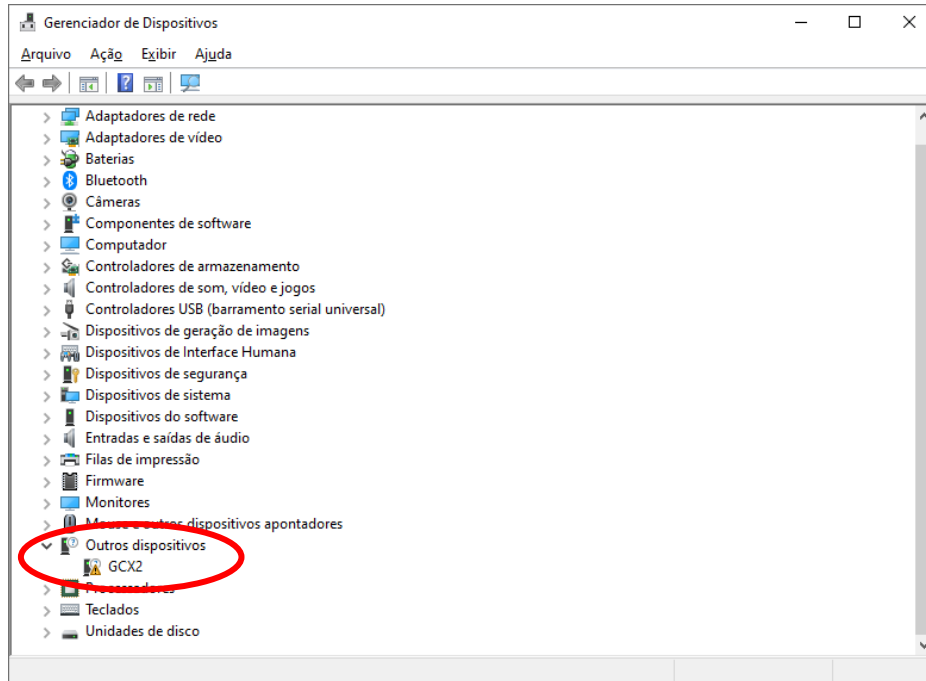 Gerenciador de Dispositivos
Arquivo Ação Exibir Ajuda
Adaptadores de rede
Adaptadores de vídeo
Baterias
Bluetooth
Câmeras
Componentes de software
Computador
Controladores de armazenamento
Controladores de som, vídeo e jogos
Controladores USB (barramento serial universal)
Dispositivos de geração de imagens
Dispositivos de Interface Humana
Dispositivos de segurança
Dispositivos de sistema
Dispositivos do software
Entradas e saídas de áudio
Filas de impressão
Firmware
Monitores
Mouse e outros dispositivos apontadores
Outros dispositivos
GCX2
Processadores
Teclados
Unidades de disco